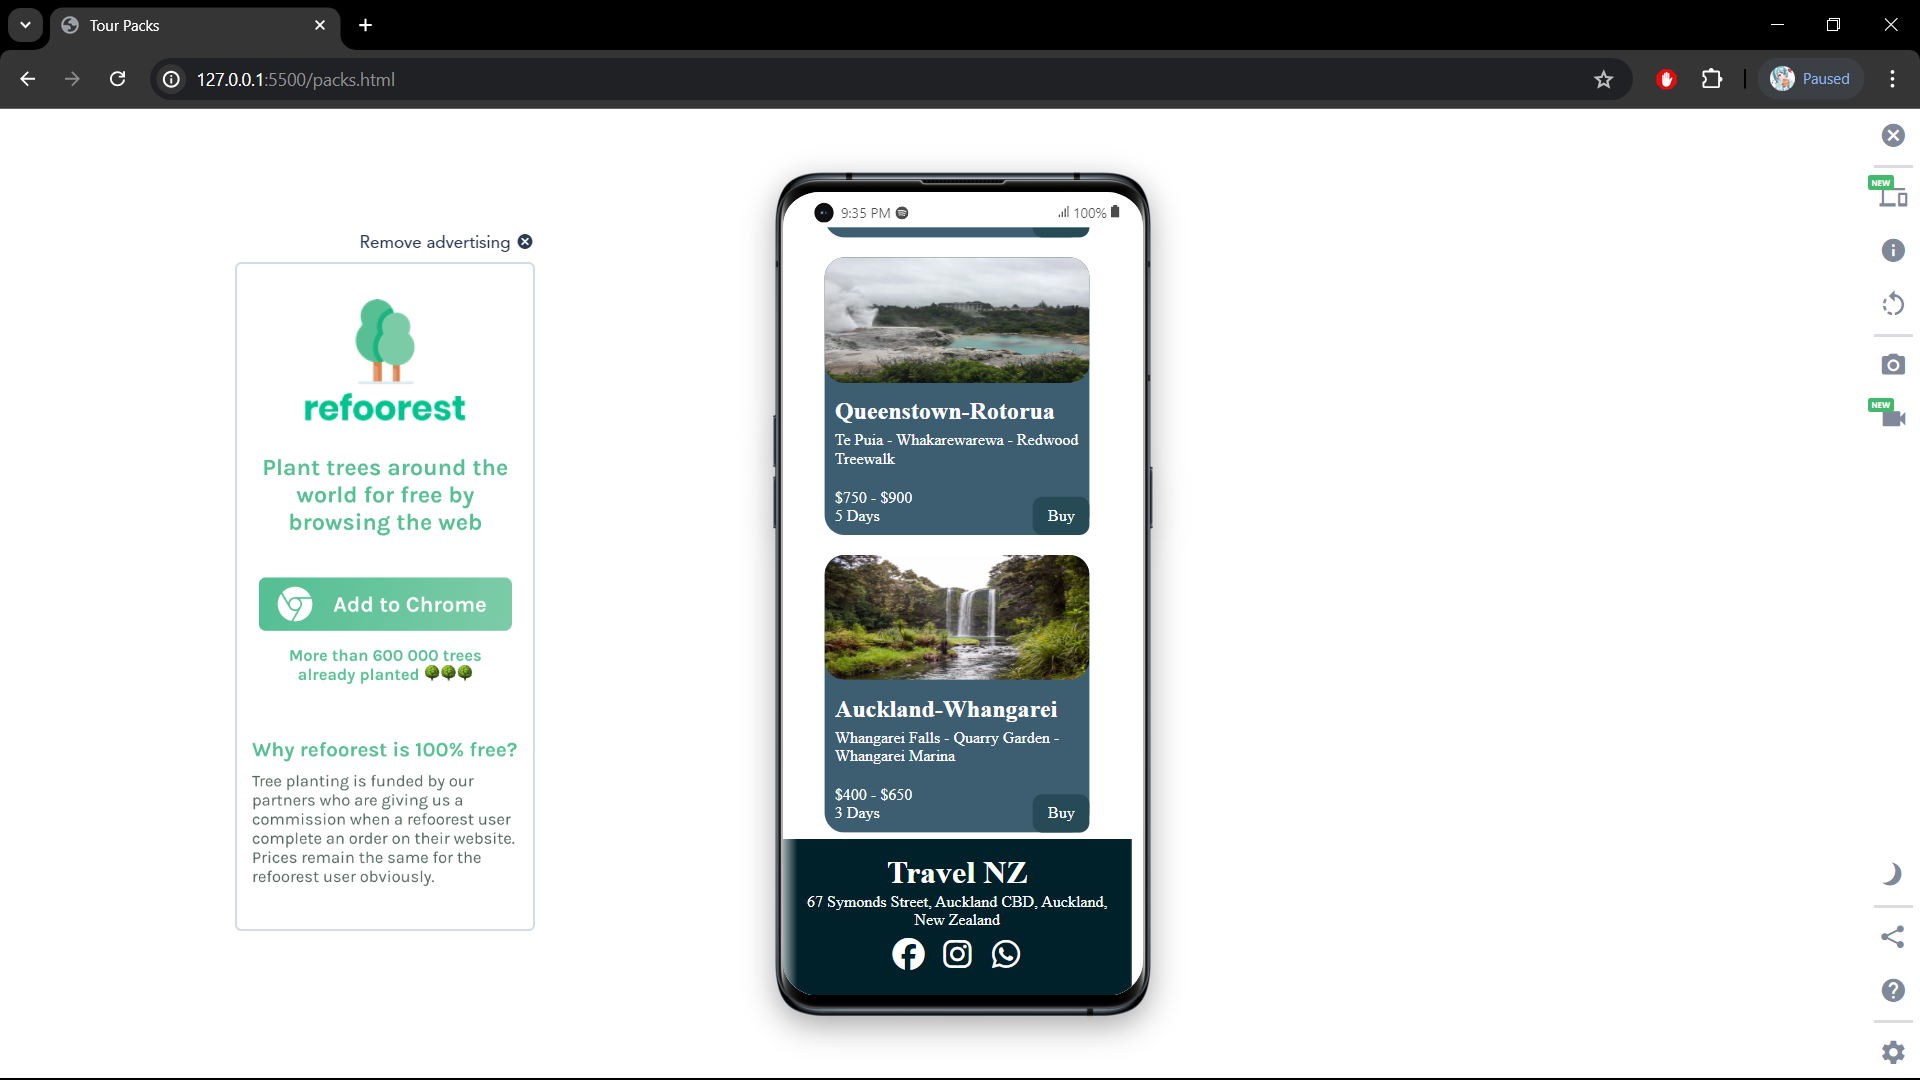 Tour Packs
127.0.0.1:5500/packs.html
Paused
NEW
NEW
Remove advertising
refoorest
Plant trees around the
world for free by
browsing the web
Add to Chrome
More than 600 000 trees
already planted 🌳🌳🌳
Why refoorest is 100% free?
Tree planting is funded by our
partners who are giving us a
commission when a refoorest user
complete an order on their website.
Prices remain the same for the
refoorest user obviously.
9:35 PM
100%
Queenstown-Rotorua
Te Puia - Whakarewarewa - Redwood
Treewalk
$750 - $900
5 Days
Buy
Auckland-Whangarei
Whangarei Falls - Quarry Garden -
Whangarei Marina
$400 - $650
3 Days
Buy
Travel NZ
67 Symonds Street, Auckland CBD, Auckland,
New Zealand